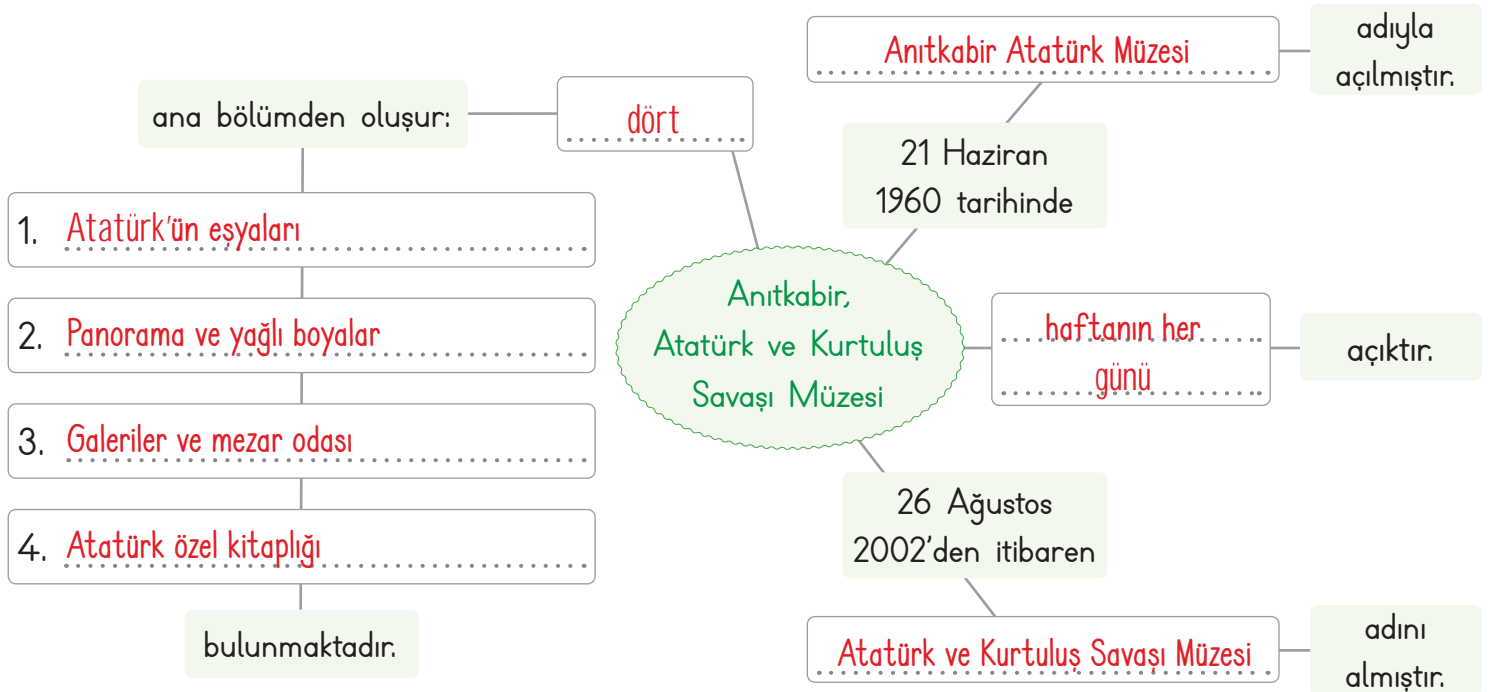 ana bölümden oluşur:
dört
1. Atatürk'ün eşyaları
2. Panorama ve yağlı boyalar
3. Galeriler ve mezar odası
4. Atatürk özel kitaplığı
bulunmaktadır.
Anıtkabir,
Atatürk ve Kurtuluş
Savaşı Müzesi
21 Haziran
1960 tarihinde
Anıtkabir Atatürk Müzesi
adıyla
açılmıştır.
haftanın her
günü
açıktır.
26 Ağustos
2002'den itibaren
Atatürk ve Kurtuluş Savaşı Müzesi
adını
almıştır.